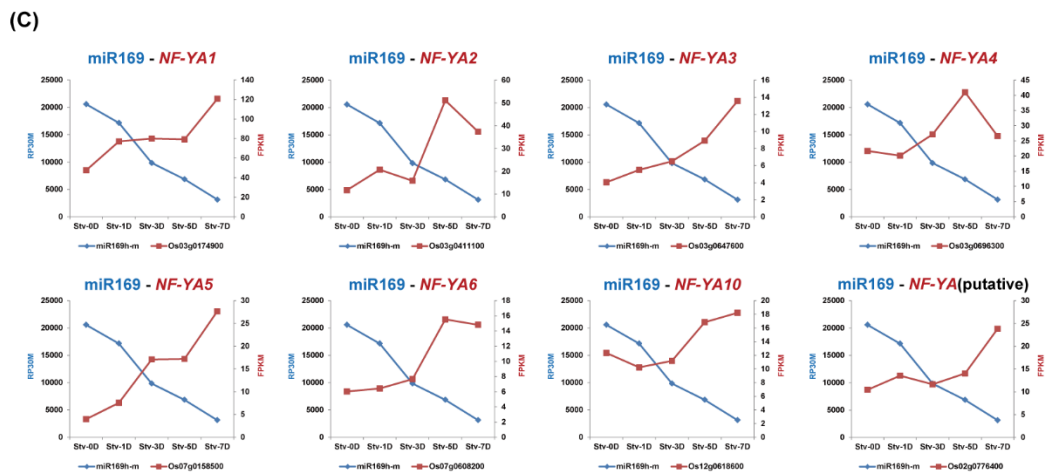 (C)
miR169 - NF-YA1
25000
20000
15000
10000
5000
0
RP30M
140
120
100
80
60
40
20
0
FPKM
Stv-0D Stv-1D Stv-3D Stv-5D Stv-7D
miR169h-m Os03g0174900
miR169 - NF-YA2
25000
20000
15000
10000
5000
0
RP30M
60
50
40
30
20
10
0
FPKM
Stv-0D Stv-1D Stv-3D Stv-5D Stv-7D
miR169h-m Os03g0411100
miR169 - NF-YA3
25000
20000
15000
10000
5000
0
RP30M
16
14
12
10
8
6
4
2
0
FPKM
Stv-0D Stv-1D Stv-3D Stv-5D Stv-7D
miR169h-m Os03g0647600
miR169 - NF-YA4
25000
20000
15000
10000
5000
0
RP30M
45
40
35
30
25
20
15
10
5
0
FPKM
Stv-0D Stv-1D Stv-3D Stv-5D Stv-7D
miR169h-m Os03g0696300
miR169 - NF-YA5
25000
20000
15000
10000
5000
0
RP30M
30
25
20
15
10
5
0
FPKM
Stv-0D Stv-1D Stv-3D Stv-5D Stv-7D
miR169h-m Os07g0158500
miR169 - NF-YA6
25000
20000
15000
10000
5000
0
RP30M
18
16
14
12
10
8
6
4
2
0
FPKM
Stv-0D Stv-1D Stv-3D Stv-5D Stv-7D
miR169h-m Os07g0608200
miR169 - NF-YA10
25000
20000
15000
10000
5000
0
RP30M
20
18
16
14
12
10
8
6
4
2
0
FPKM
Stv-0D Stv-1D Stv-3D Stv-5D Stv-7D
miR169h-m Os12g0618600
miR169 - NF-YA(putative)
25000
20000
15000
10000
5000
0
RP30M
30
25
20
15
10
5
0
FPKM
Stv-0D Stv-1D Stv-3D Stv-5D Stv-7D
miR169h-m Os02g0776400